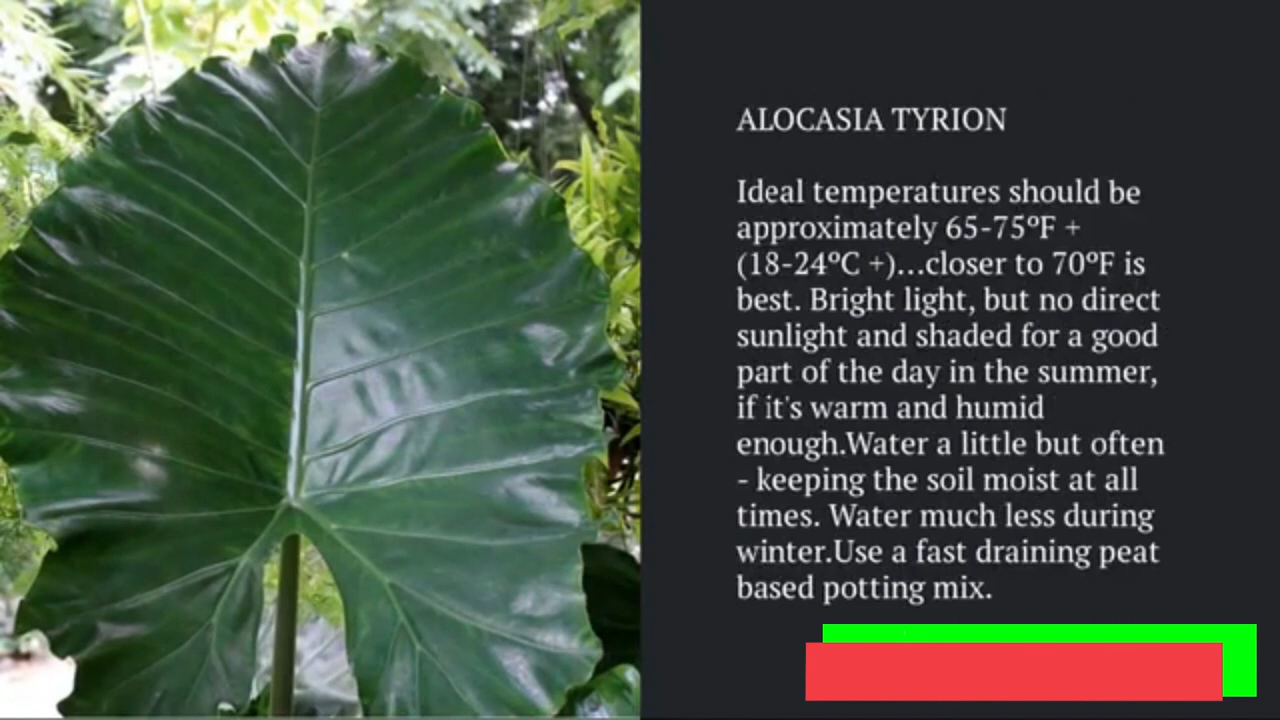 ALOCASIA TYRION
Ideal temperatures should be
approximately 65-75ºF +
(18-24ºC +)...closer to 70ºF is
best. Bright light, but no direct
sunlight and shaded for a good
part of the day in the summer,
if it's warm and humid
enough.Water a little but often
- keeping the soil moist at all
times. Water much less during
winter.Use a fast draining peat
based potting mix.